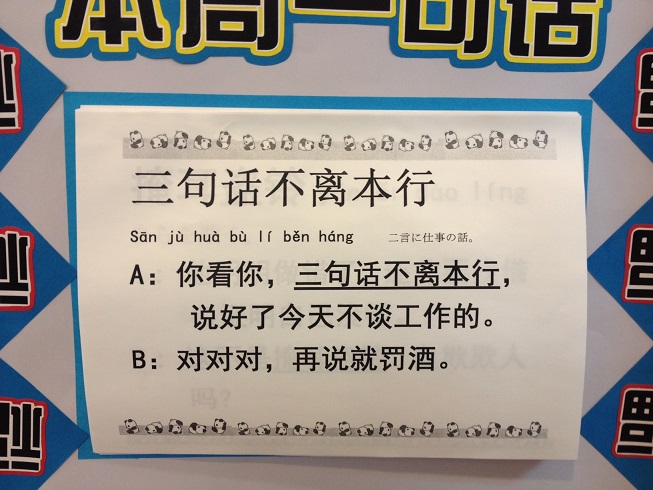 本周一句话
三句话不离本行
Sān jù huà bù lí běn háng 二言に仕事の話。
A：你看你，三句话不离本行，
说好了今天不谈工作的。
B：对对对，再说就罚酒。